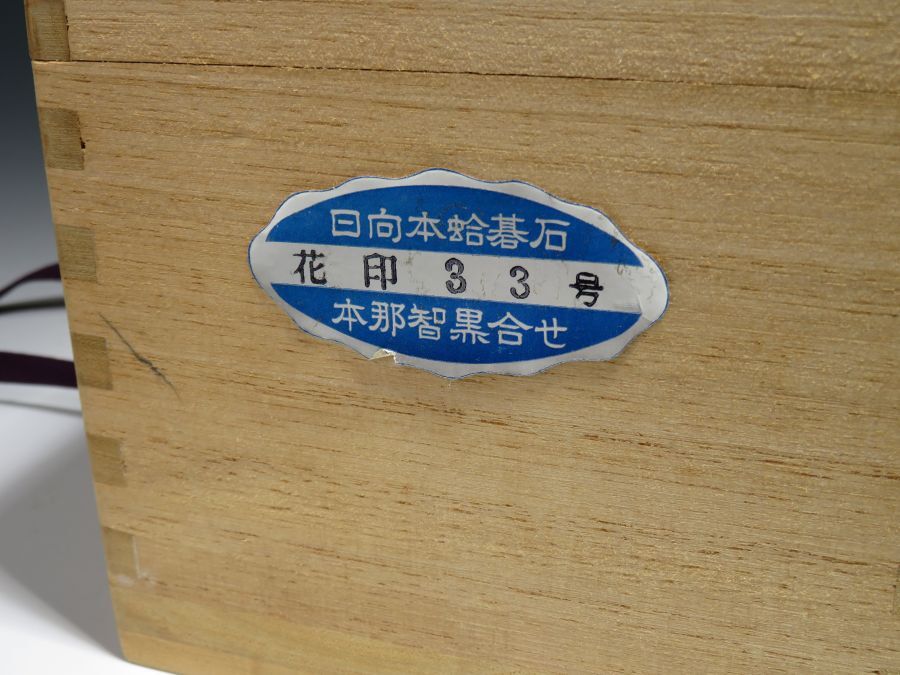 日向本蛤碁石
花印33号
本那智黒合せ